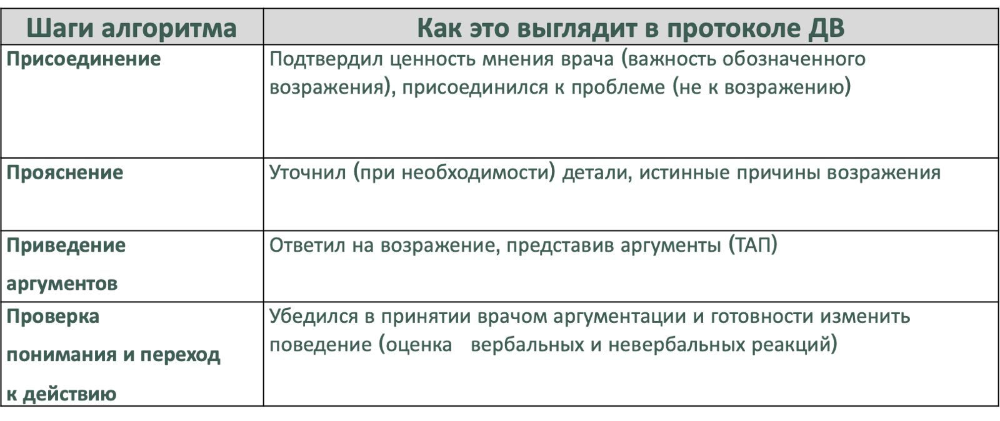 Шаги алгоритма
Как это выглядит в протоколе ДВ
Присоединение
Подтвердил ценность мнения врача (важность обозначенного
возражения), присоединился к проблеме (не к возражению)
Прояснение
Уточнил (при необходимости) детали, истинные причины возражения
Приведение
аргументов
Ответил на возражение, представив аргументы (ТАП)
Проверка
понимания и переход
к действию
Убедился в принятии врачом аргументации и готовности изменить
поведение (оценка вербальных и невербальных реакций)